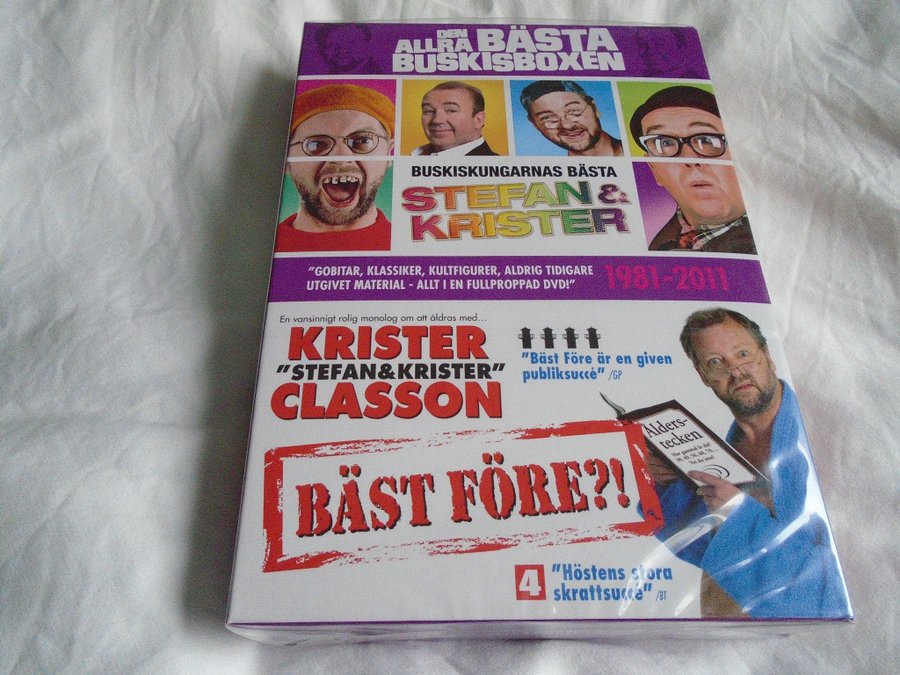 DEN
ALLRA BÄSTA
BUSKISBOXEN
BUSKISKUNGARNAS BÄSTA
STEFAN &
KRISTER
"GOBITAR, KLASSIKER, KULTFIGURER, ALDRIG TIDIGARE
UTGIVET MATERIAL - ALLT I EN FULLPROPPAD DVD!"
1981-2011
En vansinnigt rolig monolog om att åldras med...
KRISTER
"STEFAN&KRISTER"
CLASSON
"Bäst Före är en given
publiksuccé" /GP
Ålders-
tecken
BÄST FÖRE?!
4 "Höstens stora
skrattsuccé" /BT